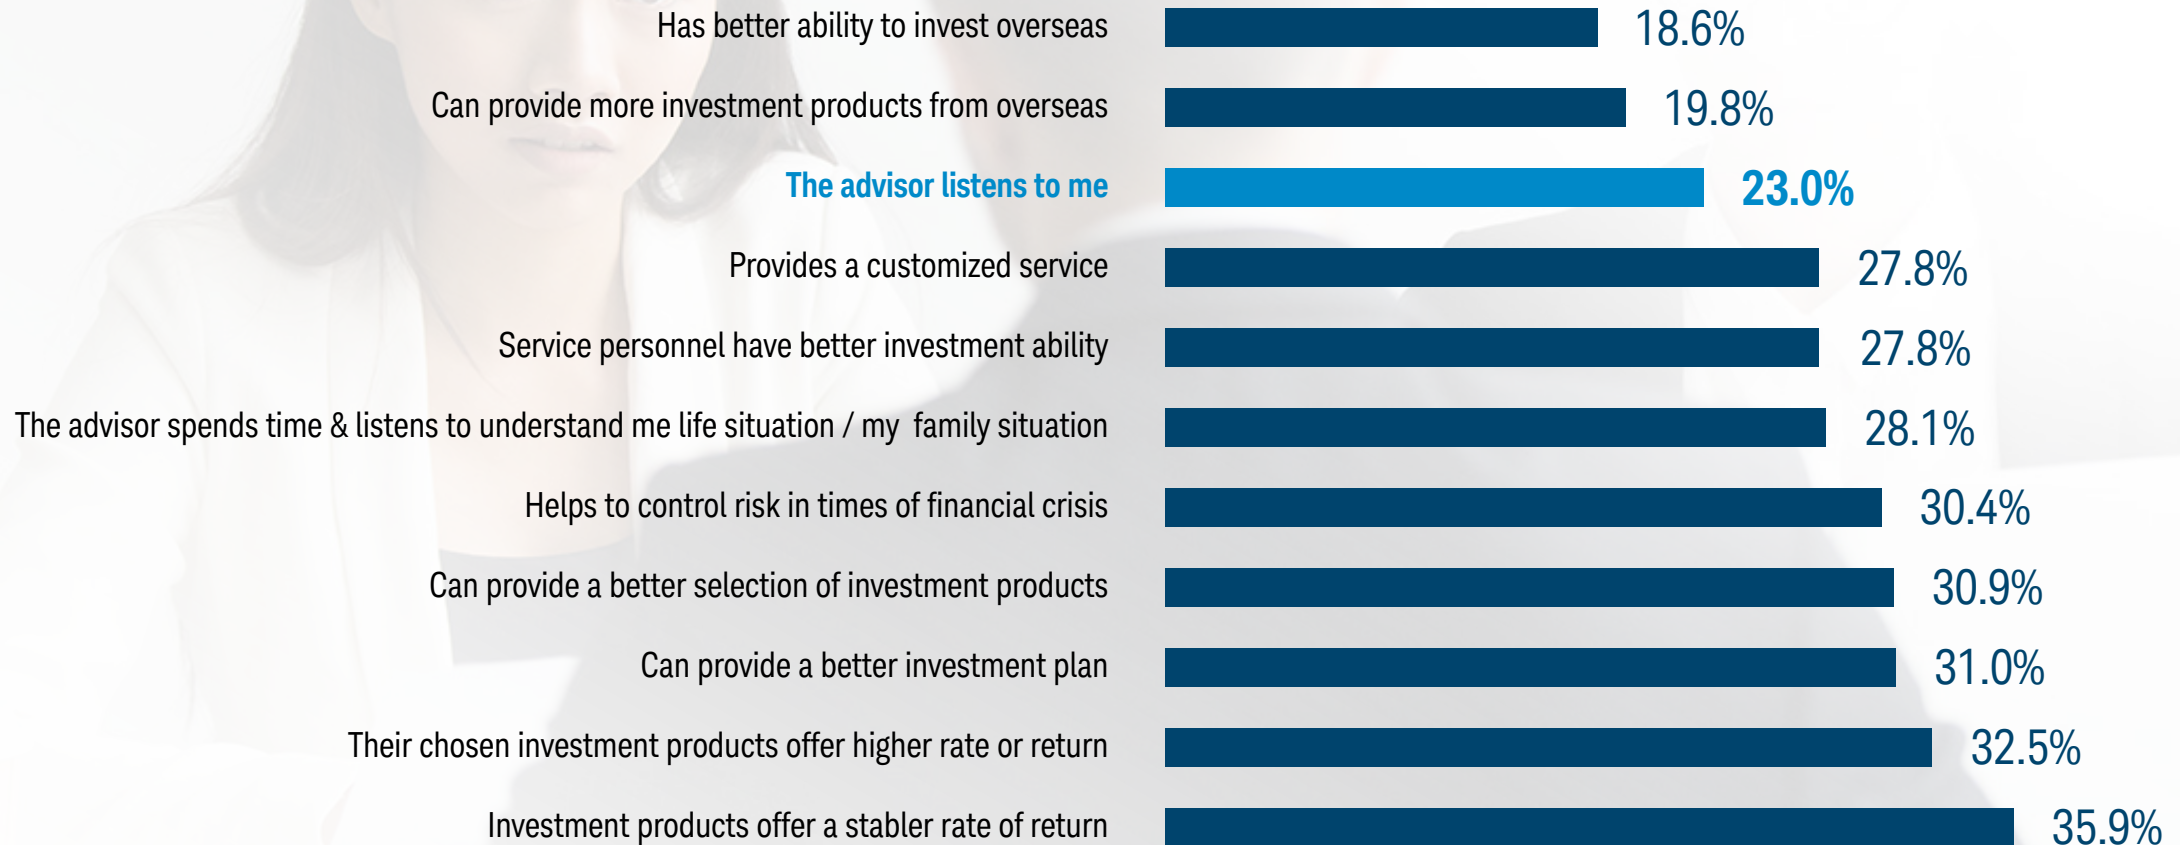 Has better ability to invest overseas 18.6%
Can provide more investment products from overseas 19.8%
The advisor listens to me 23.0%
Provides a customized service 27.8%
Service personnel have better investment ability 27.8%
The advisor spends time & listens to understand me life situation / my  family situation 28.1%
Helps to control risk in times of financial crisis 30.4%
Can provide a better selection of investment products 30.9%
Can provide a better investment plan 31.0%
Their chosen investment products offer higher rate or return 32.5%
Investment products offer a stabler rate of return 35.9%